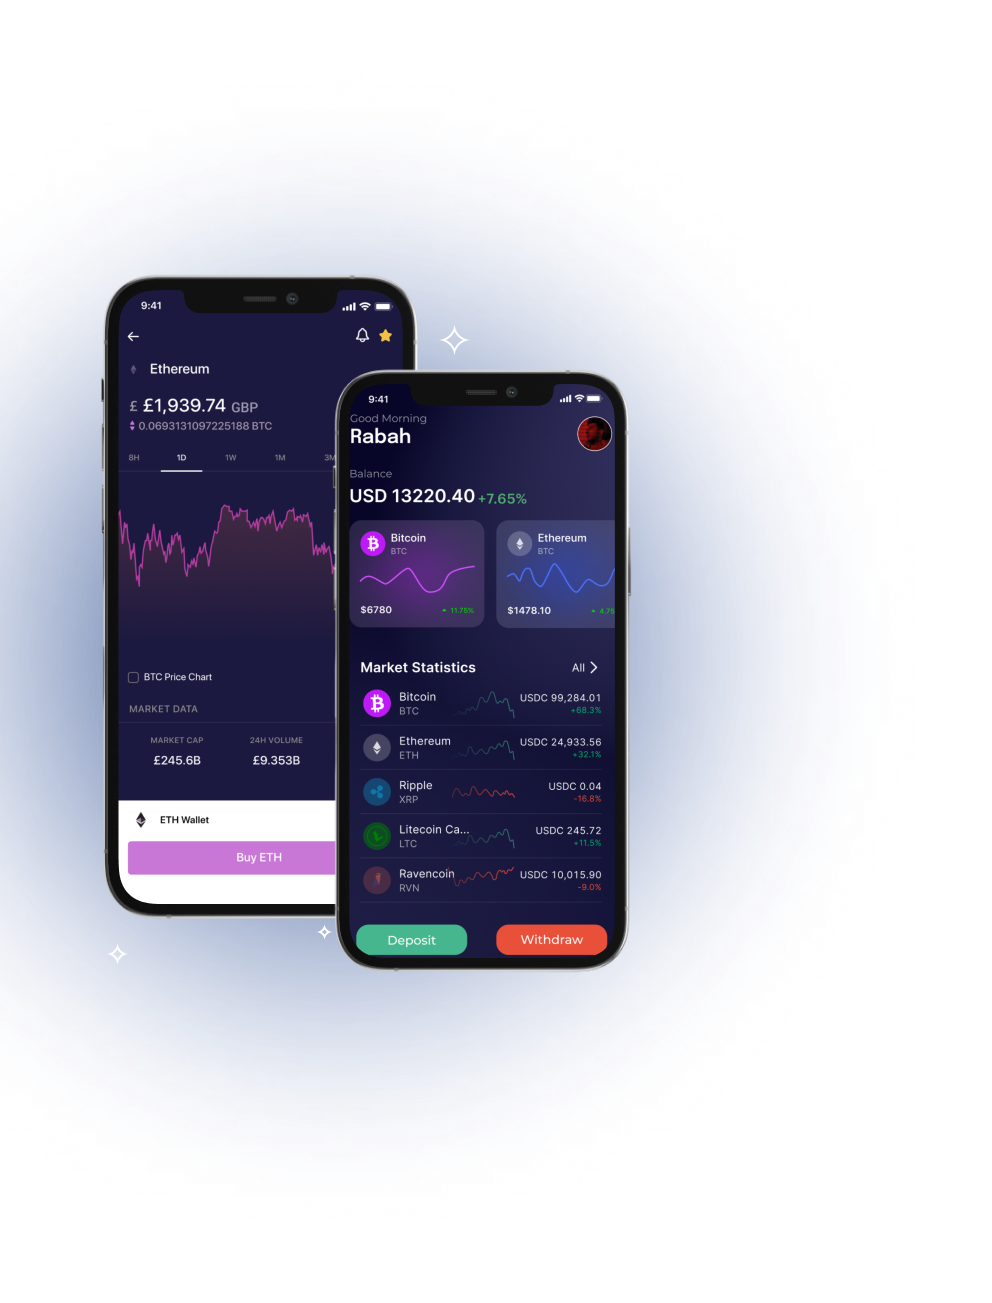 9:41
Ethereum
£ £1,939.74 GBP
0.0693131097225188 BTC
8H 1D 1W 1M 3M
BTC Price Chart
MARKET DATA
MARKET CAP 24H VOLUME
£245.6B £9.353B
ETH Wallet
Buy ETH
9:41
Good Morning
Rabah
Balance
USD 13220.40 +7.65%
Bitcoin
BTC
$6780 11.75%
Ethereum
BTC
$1478.10 4.75
Market Statistics All
Bitcoin USDC 99,284.01
BTC +68.3%
Ethereum USDC 24,933.56
ETH +32.1%
Ripple USDC 0.04
XRP -16.8%
Litecoin Ca... USDC 245.72
LTC +11.5%
Ravencoin USDC 10,015.90
RVN -9.0%
Deposit Withdraw